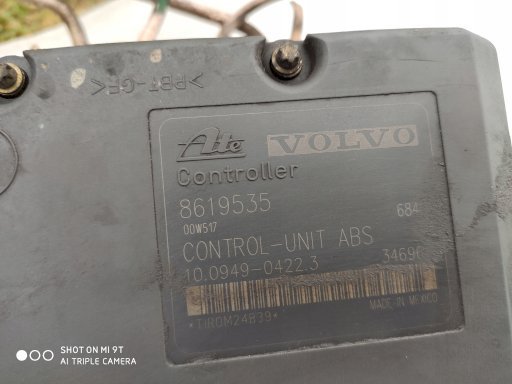 >PBT-GF<
Ate VOLVO
Controller
8619535
00W517 684
CONTROL-UNIT ABS
10.0949-0422.3 34696
MADE IN MEXICO
*TIROM24B39*
SHOT ON MI 9T
AI TRIPLE CAMERA